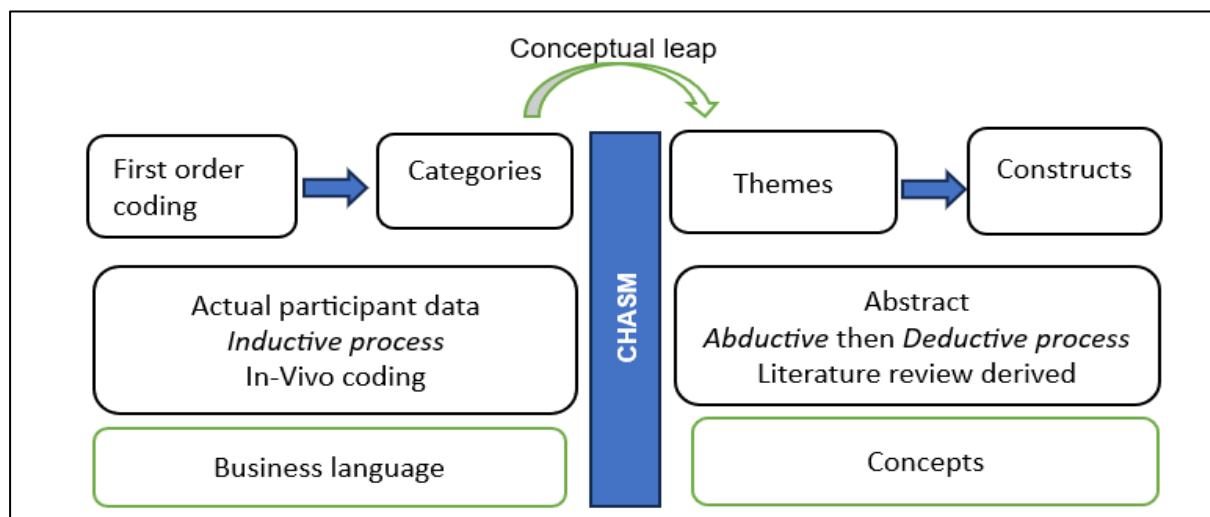 Conceptual leap
First order
coding
Categories
Themes
Constructs
CHASM
Actual participant data
Inductive process
In-Vivo coding
Abstract
Abductive then Deductive process
Literature review derived
Business language
Concepts